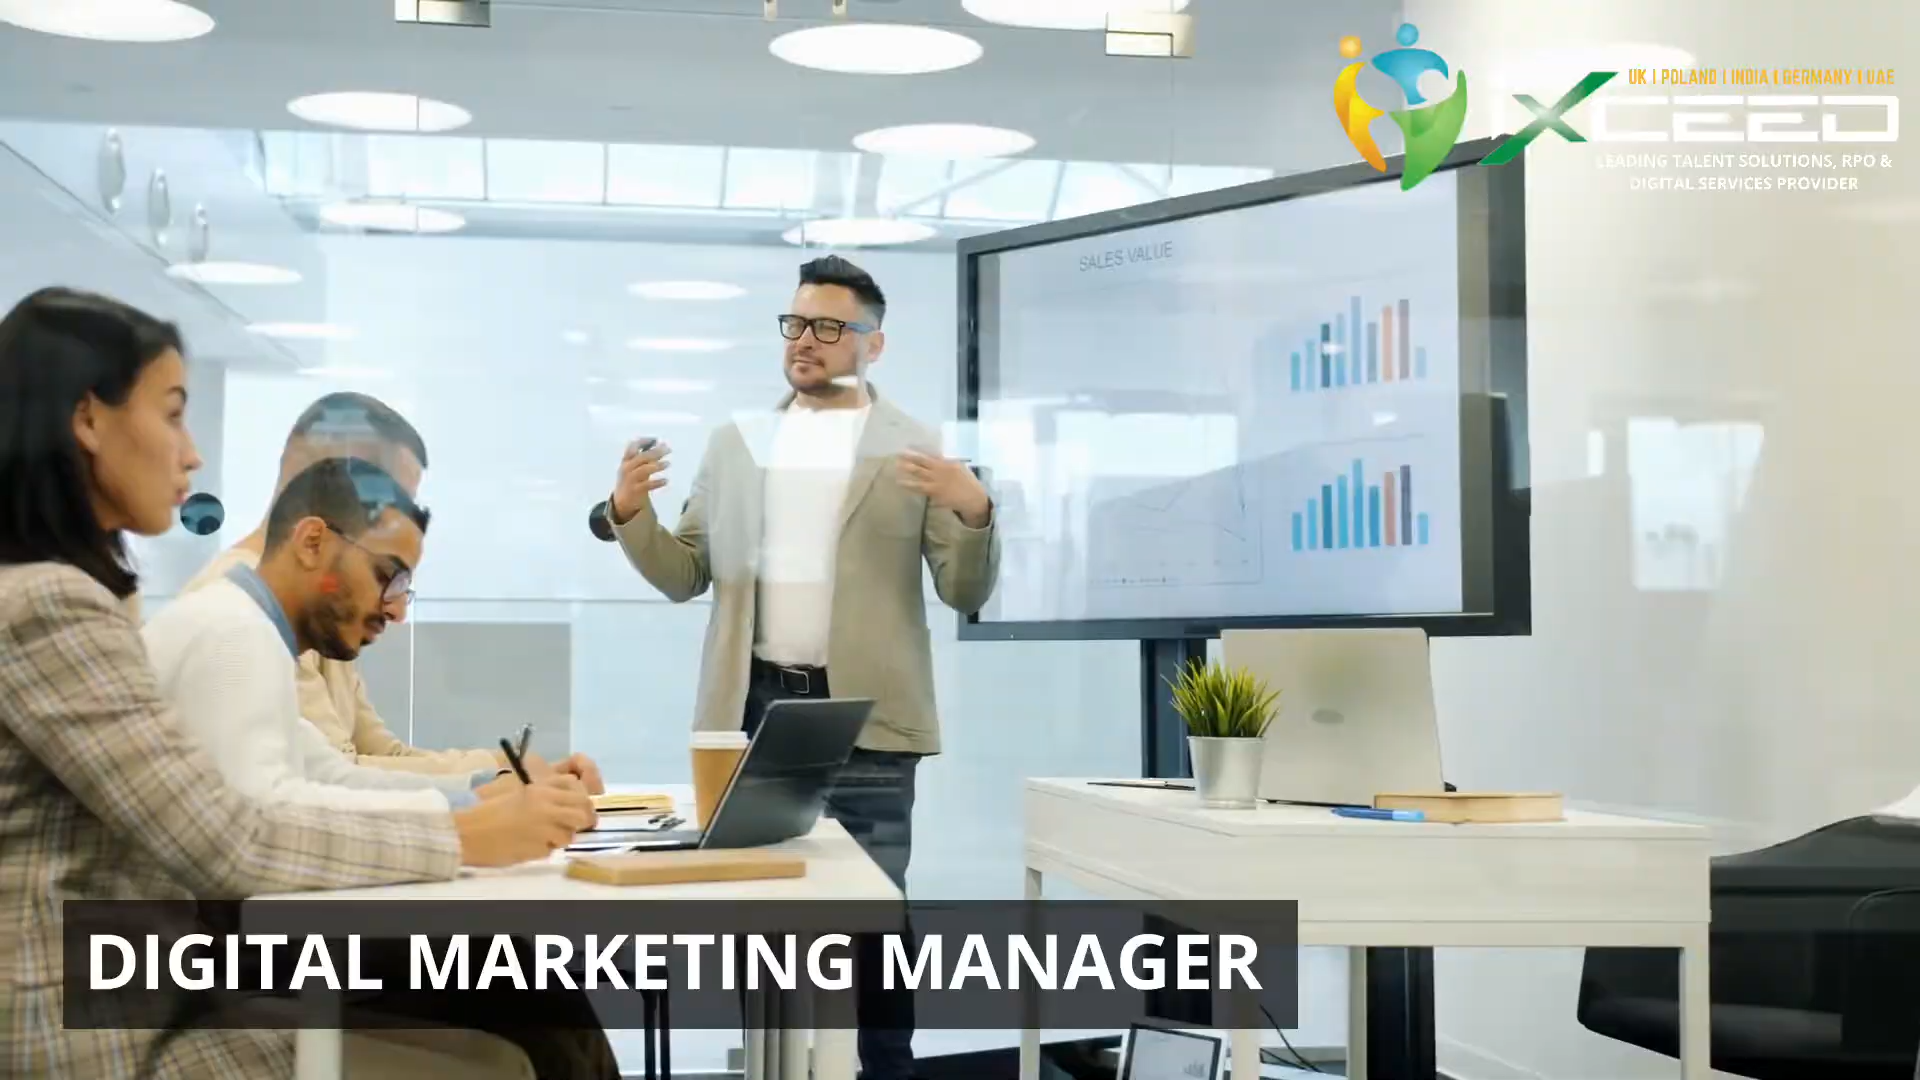 UK | POLAND | INDIA | GERMANY | UAE
XCEED
LEADING TALENT SOLUTIONS, RPO &
DIGITAL SERVICES PROVIDER
SALES VALUE
DIGITAL MARKETING MANAGER